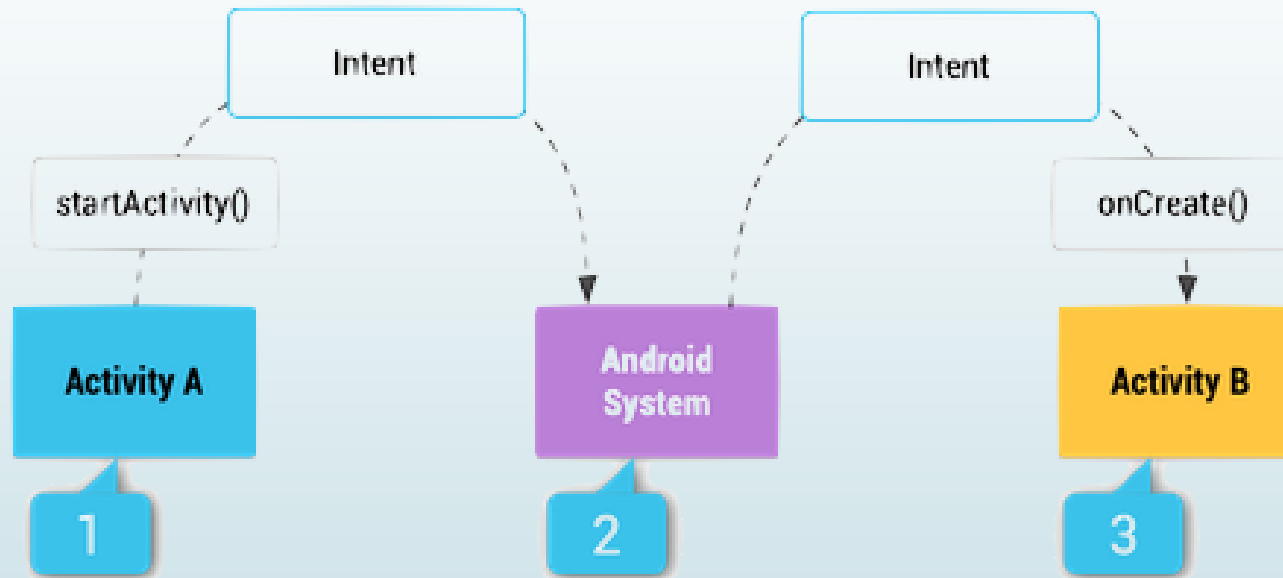 Intent
Intent
startActivity()
onCreate()
Activity A
Android
System
Activity B
1
2
3